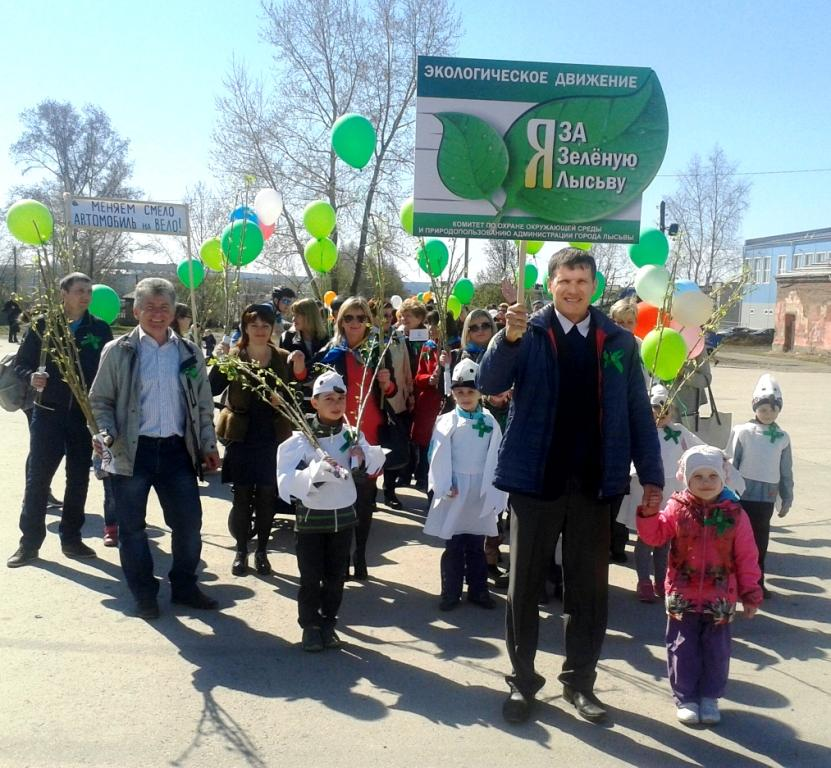 МЕНЯЕМ СМЕЛО
АВТОМОБИЛЬ НА ВЕЛО!
ЭКОЛОГИЧЕСКОЕ ДВИЖЕНИЕ
Я ЗА
Зелёную
Лысьву
КОМИТЕТ ПО ОХРАНЕ ОКРУЖАЮЩЕЙ СРЕДЫ
И ПРИРОДОПОЛЬЗОВАНИЮ АДМИНИСТРАЦИИ ГОРОДА ЛЫСЬВЫ